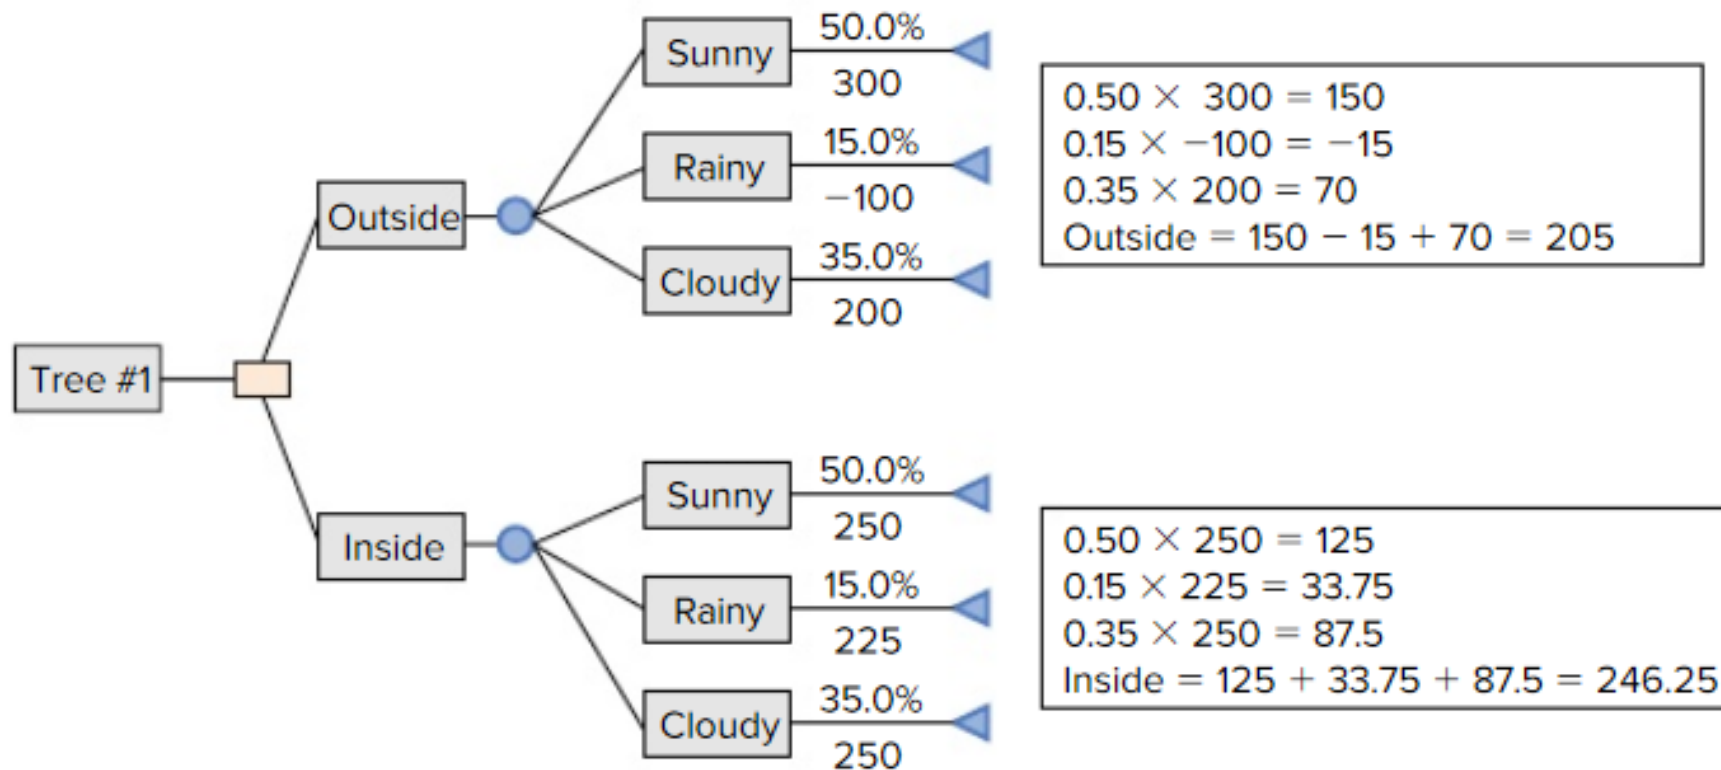 Tree #1
Outside
Sunny
50.0%
300
Rainy
15.0%
−100
Cloudy
35.0%
200
0.50 × 300 = 150
0.15 × −100 = −15
0.35 × 200 = 70
Outside = 150 − 15 + 70 = 205
Inside
Sunny
50.0%
250
Rainy
15.0%
225
Cloudy
35.0%
250
0.50 × 250 = 125
0.15 × 225 = 33.75
0.35 × 250 = 87.5
Inside = 125 + 33.75 + 87.5 = 246.25